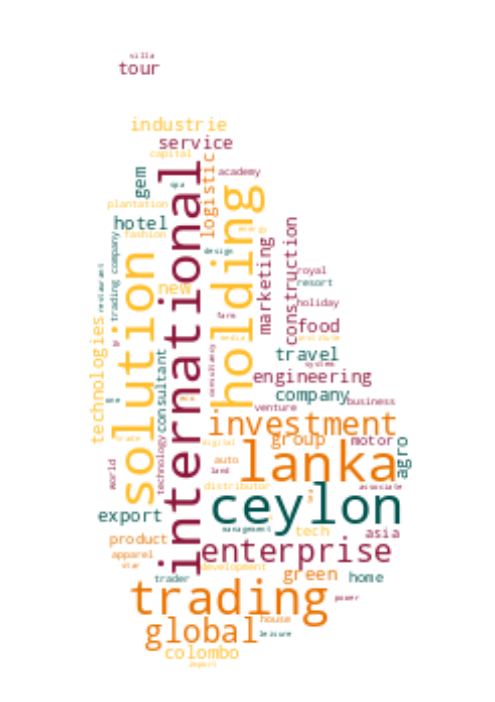 villa
tour
industrie
service
capital
logistic
academy
gem
spa
international
holding
plantation
hotel
fashion
energy
trading company
design
marketing
construction
restaurant
solution
new
royal
resort
holiday
farm
food
technologies
media
consultancy
consultant
travel
system
engineering
eco
one
company
business
venture
investment
trade
digital
group
motor
agro
technology
world
auto
land
lanka
distributor
associate
ceylon
export
management
tech
asia
product
enterprise
apparel
star
development
trader
green
home
trading
power
global
house
leisure
colombo
import